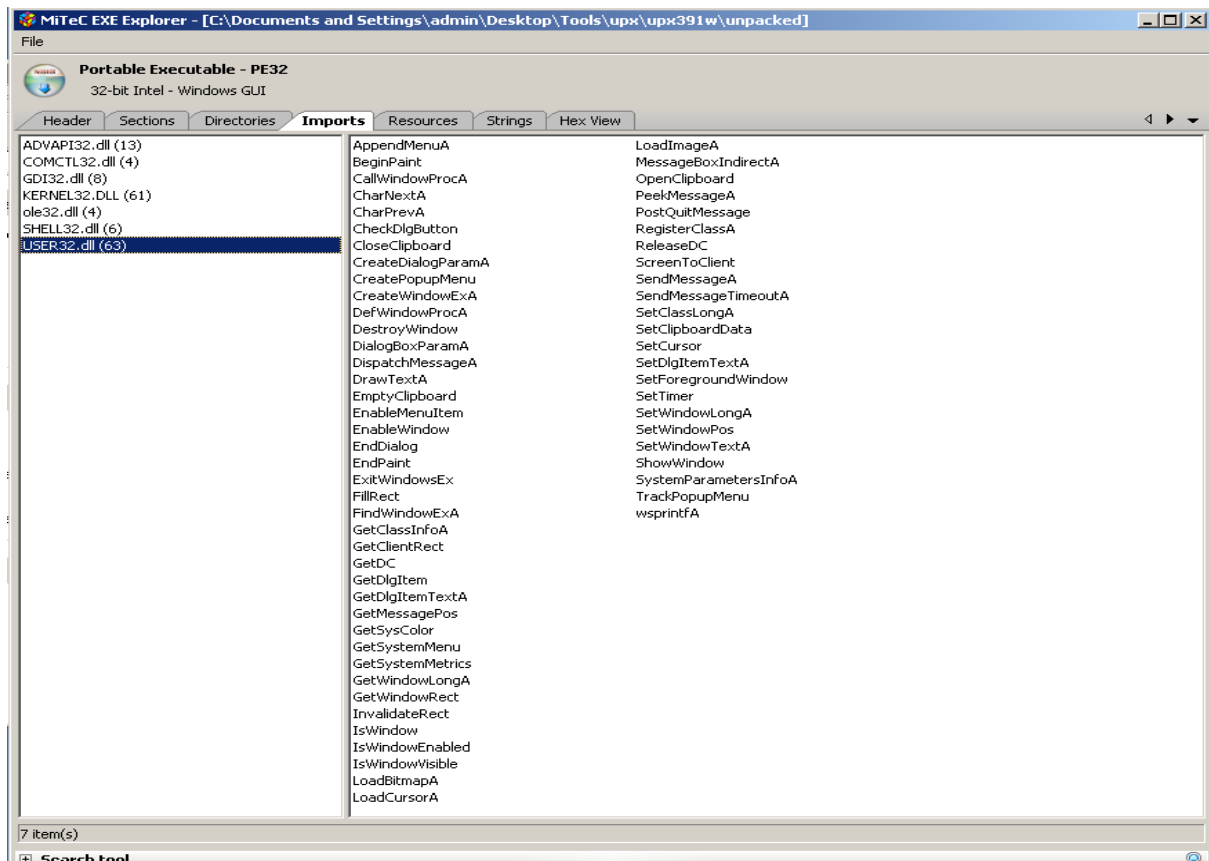 MiTeC EXE Explorer - [C:\Documents and Settings\admin\Desktop\Tools\upx\upx391w\unpacked]
File
Portable Executable - PE32
32-bit Intel - Windows GUI
Header Sections Directories Imports Resources Strings Hex View
ADVAPI32.dll (13)
COMCTL32.dll (4)
GDI32.dll (8)
KERNEL32.DLL (61)
ole32.dll (4)
SHELL32.dll (6)
USER32.dll (63)
AppendMenuA
BeginPaint
CallWindowProcA
CharNextA
CharPrevA
CheckDlgButton
CloseClipboard
CreateDialogParamA
CreatePopupMenu
CreateWindowExA
DefWindowProcA
DestroyWindow
DialogBoxParamA
DispatchMessageA
DrawTextA
EmptyClipboard
EnableMenuItem
EnableWindow
EndDialog
EndPaint
ExitWindowsEx
FillRect
FindWindowExA
GetClassInfoA
GetClientRect
GetDC
GetDlgItem
GetDlgItemTextA
GetMessagePos
GetSysColor
GetSystemMenu
GetSystemMetrics
GetWindowLongA
GetWindowRect
InvalidateRect
IsWindow
IsWindowEnabled
IsWindowVisible
LoadBitmapA
LoadCursorA
LoadImageA
MessageBoxIndirectA
OpenClipboard
PeekMessageA
PostQuitMessage
RegisterClassA
ReleaseDC
ScreenToClient
SendMessageA
SendMessageTimeoutA
SetClassLongA
SetClipboardData
SetCursor
SetDlgItemTextA
SetForegroundWindow
SetTimer
SetWindowLongA
SetWindowPos
SetWindowTextA
ShowWindow
SystemParametersInfoA
TrackPopupMenu
wsprintfA
7 item(s)
Search tool